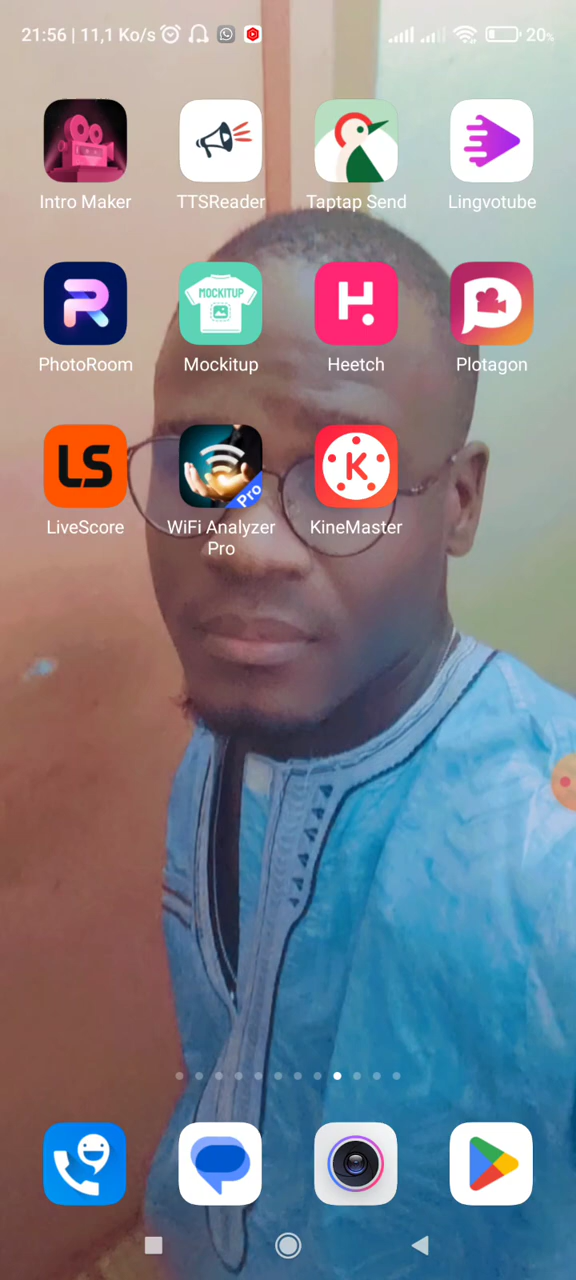 21:56 | 11,1 Ko/s 20%
Intro Maker TTSReader Taptap Send Lingvotube
MOCKITUP
PhotoRoom Mockitup Heetch Plotagon
LS Pro K
LiveScore WiFi Analyzer Pro KineMaster